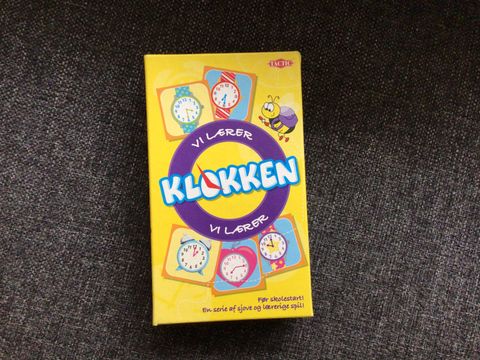 TACTIC
VI LÆRER
KLOKKEN
VI LÆRER
Før skolestart!
En serie af sjove og lærerige spil!